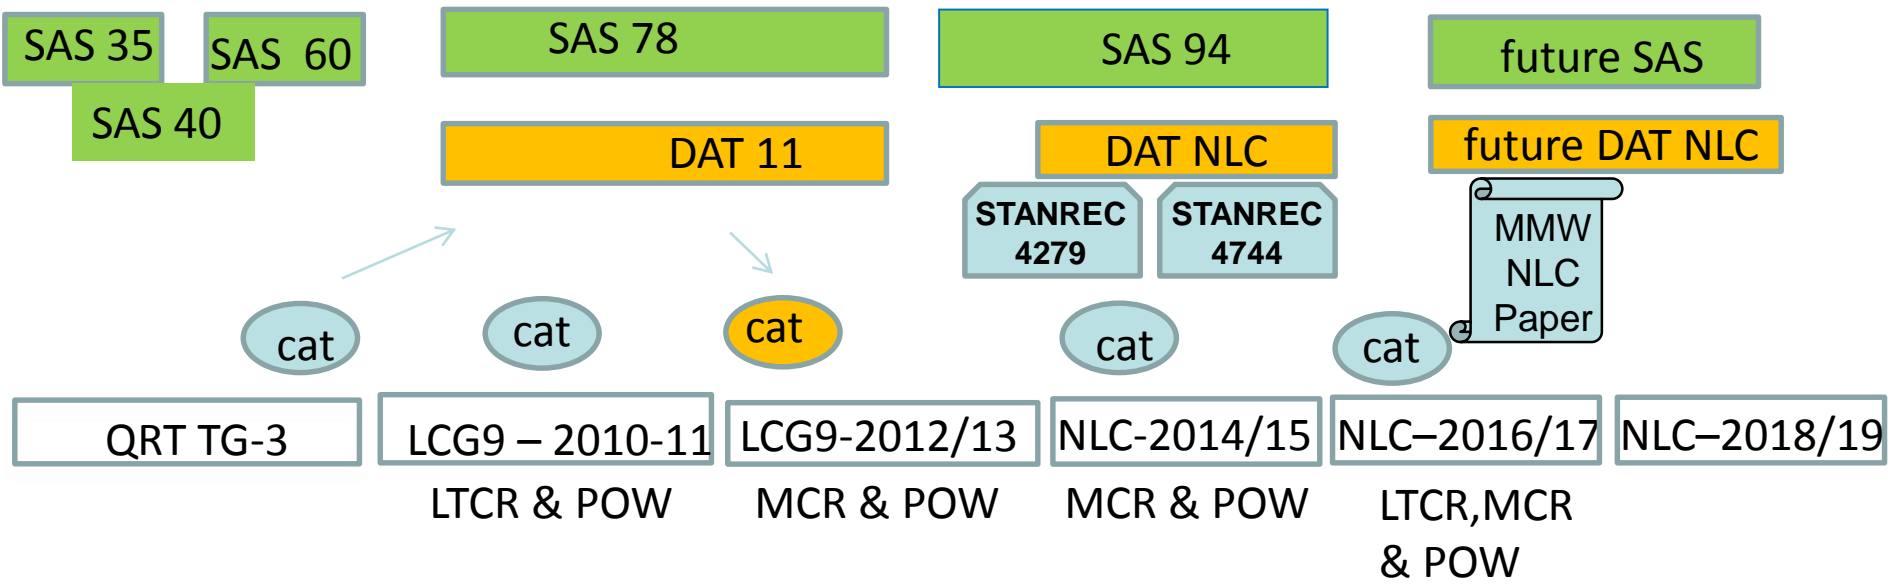 SAS 35
SAS 60
SAS 78
SAS 94
future SAS
SAS 40
DAT 11
DAT NLC
future DAT NLC
STANREC
4279
STANREC
4744
MMW
NLC
Paper
cat
cat
cat
cat
cat
QRT TG-3
LCG9 – 2010-11
LCG9-2012/13
NLC-2014/15
NLC–2016/17
NLC–2018/19
LTCR & POW
MCR & POW
MCR & POW
LTCR,MCR
& POW